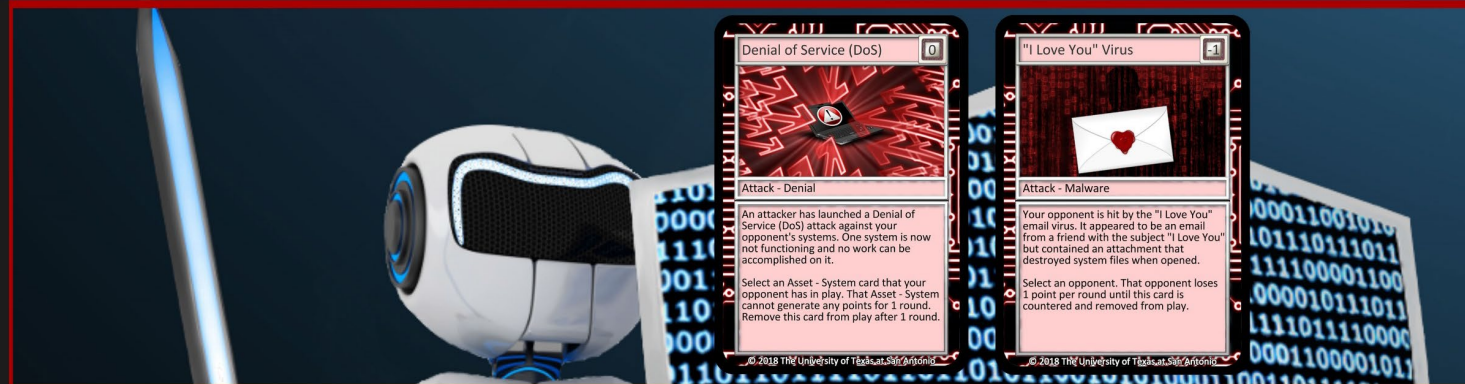 Denial of Service (DoS)
0
Attack - Denial
An attacker has launched a Denial of
Service (DoS) attack against your
opponent's systems. One system is now
not functioning and no work can be
accomplished on it.
Select an Asset - System card that your
opponent has in play. That Asset - System
cannot generate any points for 1 round.
Remove this card from play after 1 round.
© 2018 The University of Texas at San Antonio
"I Love You" Virus
-1
Attack - Malware
Your opponent is hit by the "I Love You"
email virus. It appeared to be an email
from a friend with the subject "I Love You"
but contained an attachment that
destroyed system files when opened.
Select an opponent. That opponent loses
1 point per round until this card is
countered and removed from play.
© 2018 The University of Texas at San Antonio